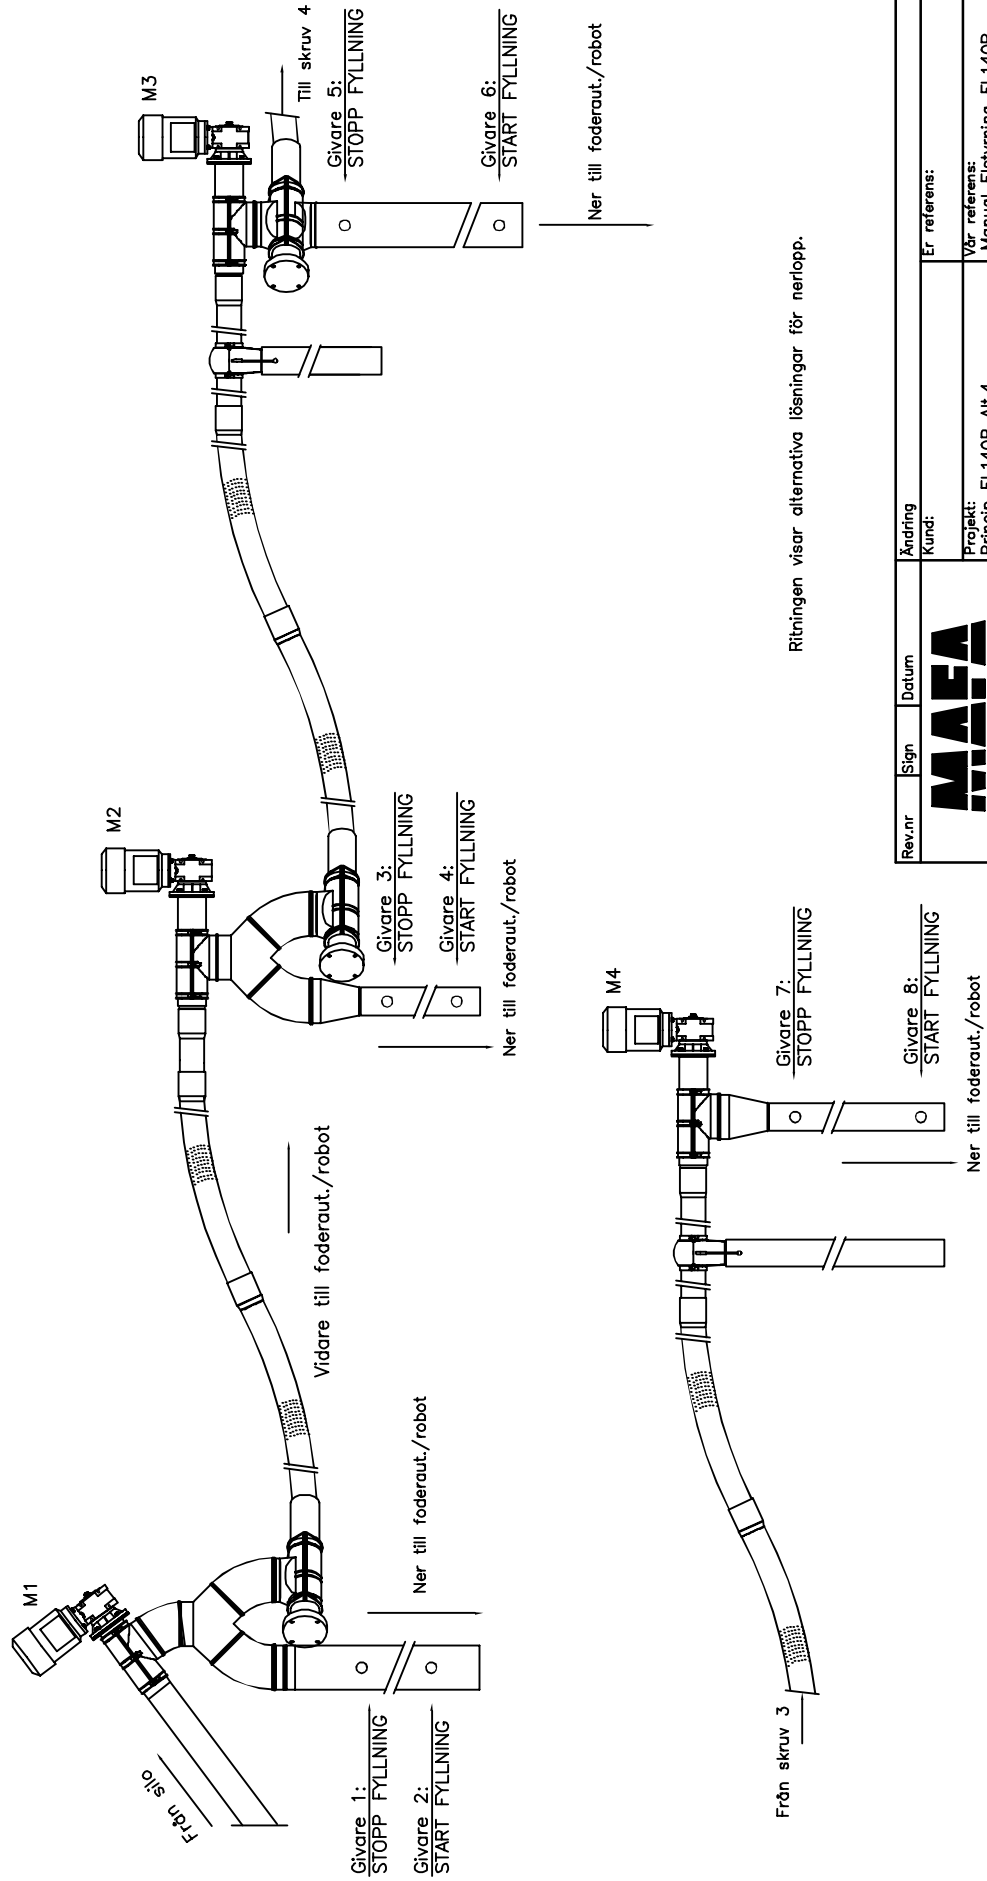 M1
Från silo
Givare 1:
STOPP FYLLNING
Givare 2:
START FYLLNING
Ner till foderaut./robot
Vidare till foderaut./robot
M2
Givare 3:
STOPP FYLLNING
Givare 4:
START FYLLNING
Ner till foderaut./robot
M3
Till skruv 4
Givare 5:
STOPP FYLLNING
Givare 6:
START FYLLNING
Ner till foderaut./robot
Från skruv 3
M4
Givare 7:
STOPP FYLLNING
Givare 8:
START FYLLNING
Ner till foderaut./robot
Ritningen visar alternativa lösningar för nerlopp.
Rev.nr Sign Datum Ändring
Kund:
Er referens:
Projekt:
Vår referens: